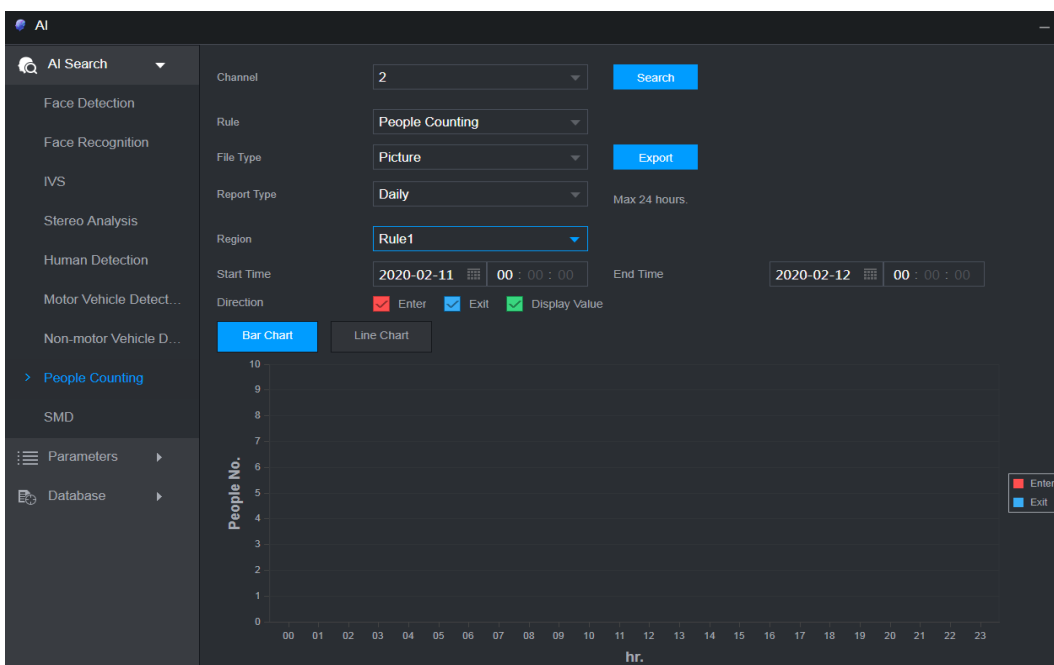 AI
AI Search
Face Detection
Face Recognition
IVS
Stereo Analysis
Human Detection
Motor Vehicle Detect...
Non-motor Vehicle D...
> People Counting
SMD
Parameters
Database
Channel 2 Search
Rule People Counting
File Type Picture Export
Report Type Daily Max 24 hours.
Region Rule1
Start Time 2020-02-11 00 : 00 : 00 End Time 2020-02-12 00 : 00 : 00
Direction Enter Exit Display Value
Bar Chart Line Chart
People No.
10
9
8
7
6
5
4
3
2
1
0
00 01 02 03 04 05 06 07 08 09 10 11 12 13 14 15 16 17 18 19 20 21 22 23
hr.
Enter
Exit